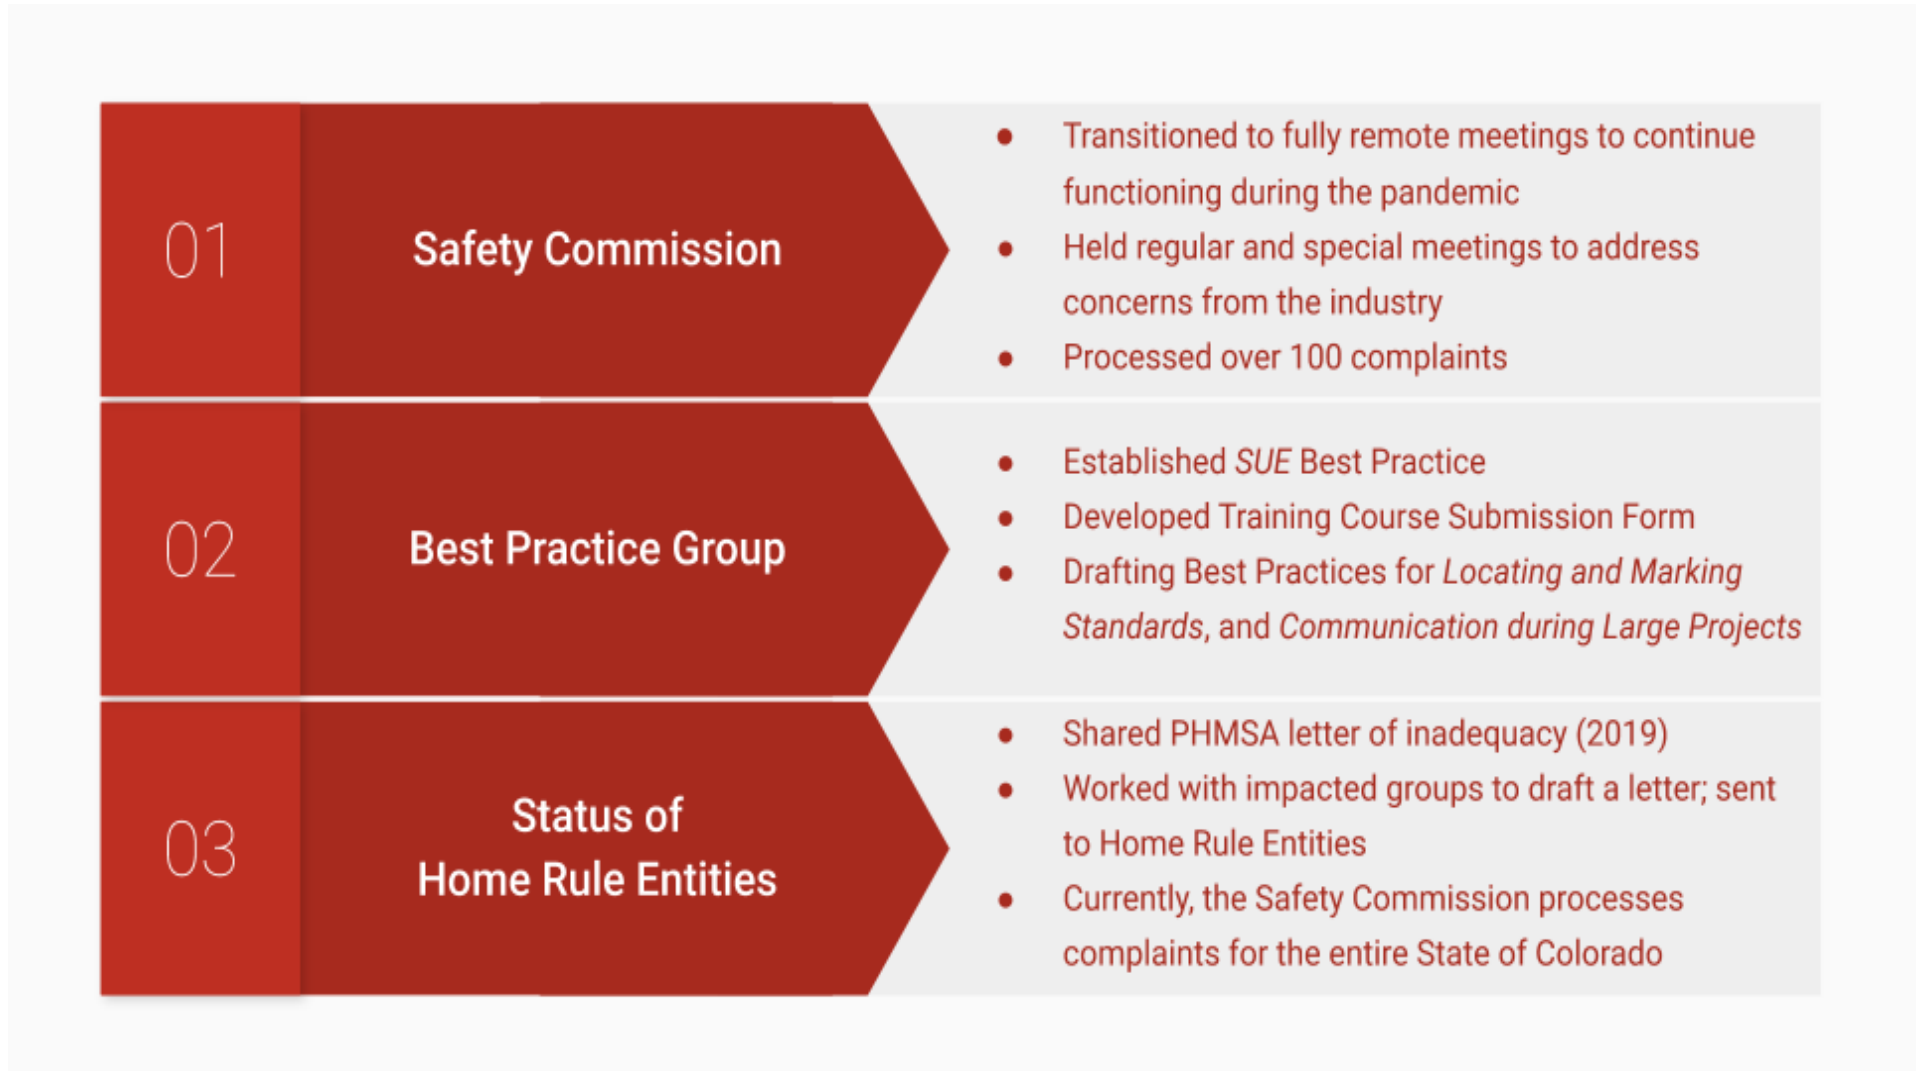 01
Safety Commission
● Transitioned to fully remote meetings to continue
functioning during the pandemic
● Held regular and special meetings to address
concerns from the industry
● Processed over 100 complaints
02
Best Practice Group
● Established SUE Best Practice
● Developed Training Course Submission Form
● Drafting Best Practices for Locating and Marking
Standards, and Communication during Large Projects
03
Status of
Home Rule Entities
● Shared PHMSA letter of inadequacy (2019)
● Worked with impacted groups to draft a letter; sent
to Home Rule Entities
● Currently, the Safety Commission processes
complaints for the entire State of Colorado